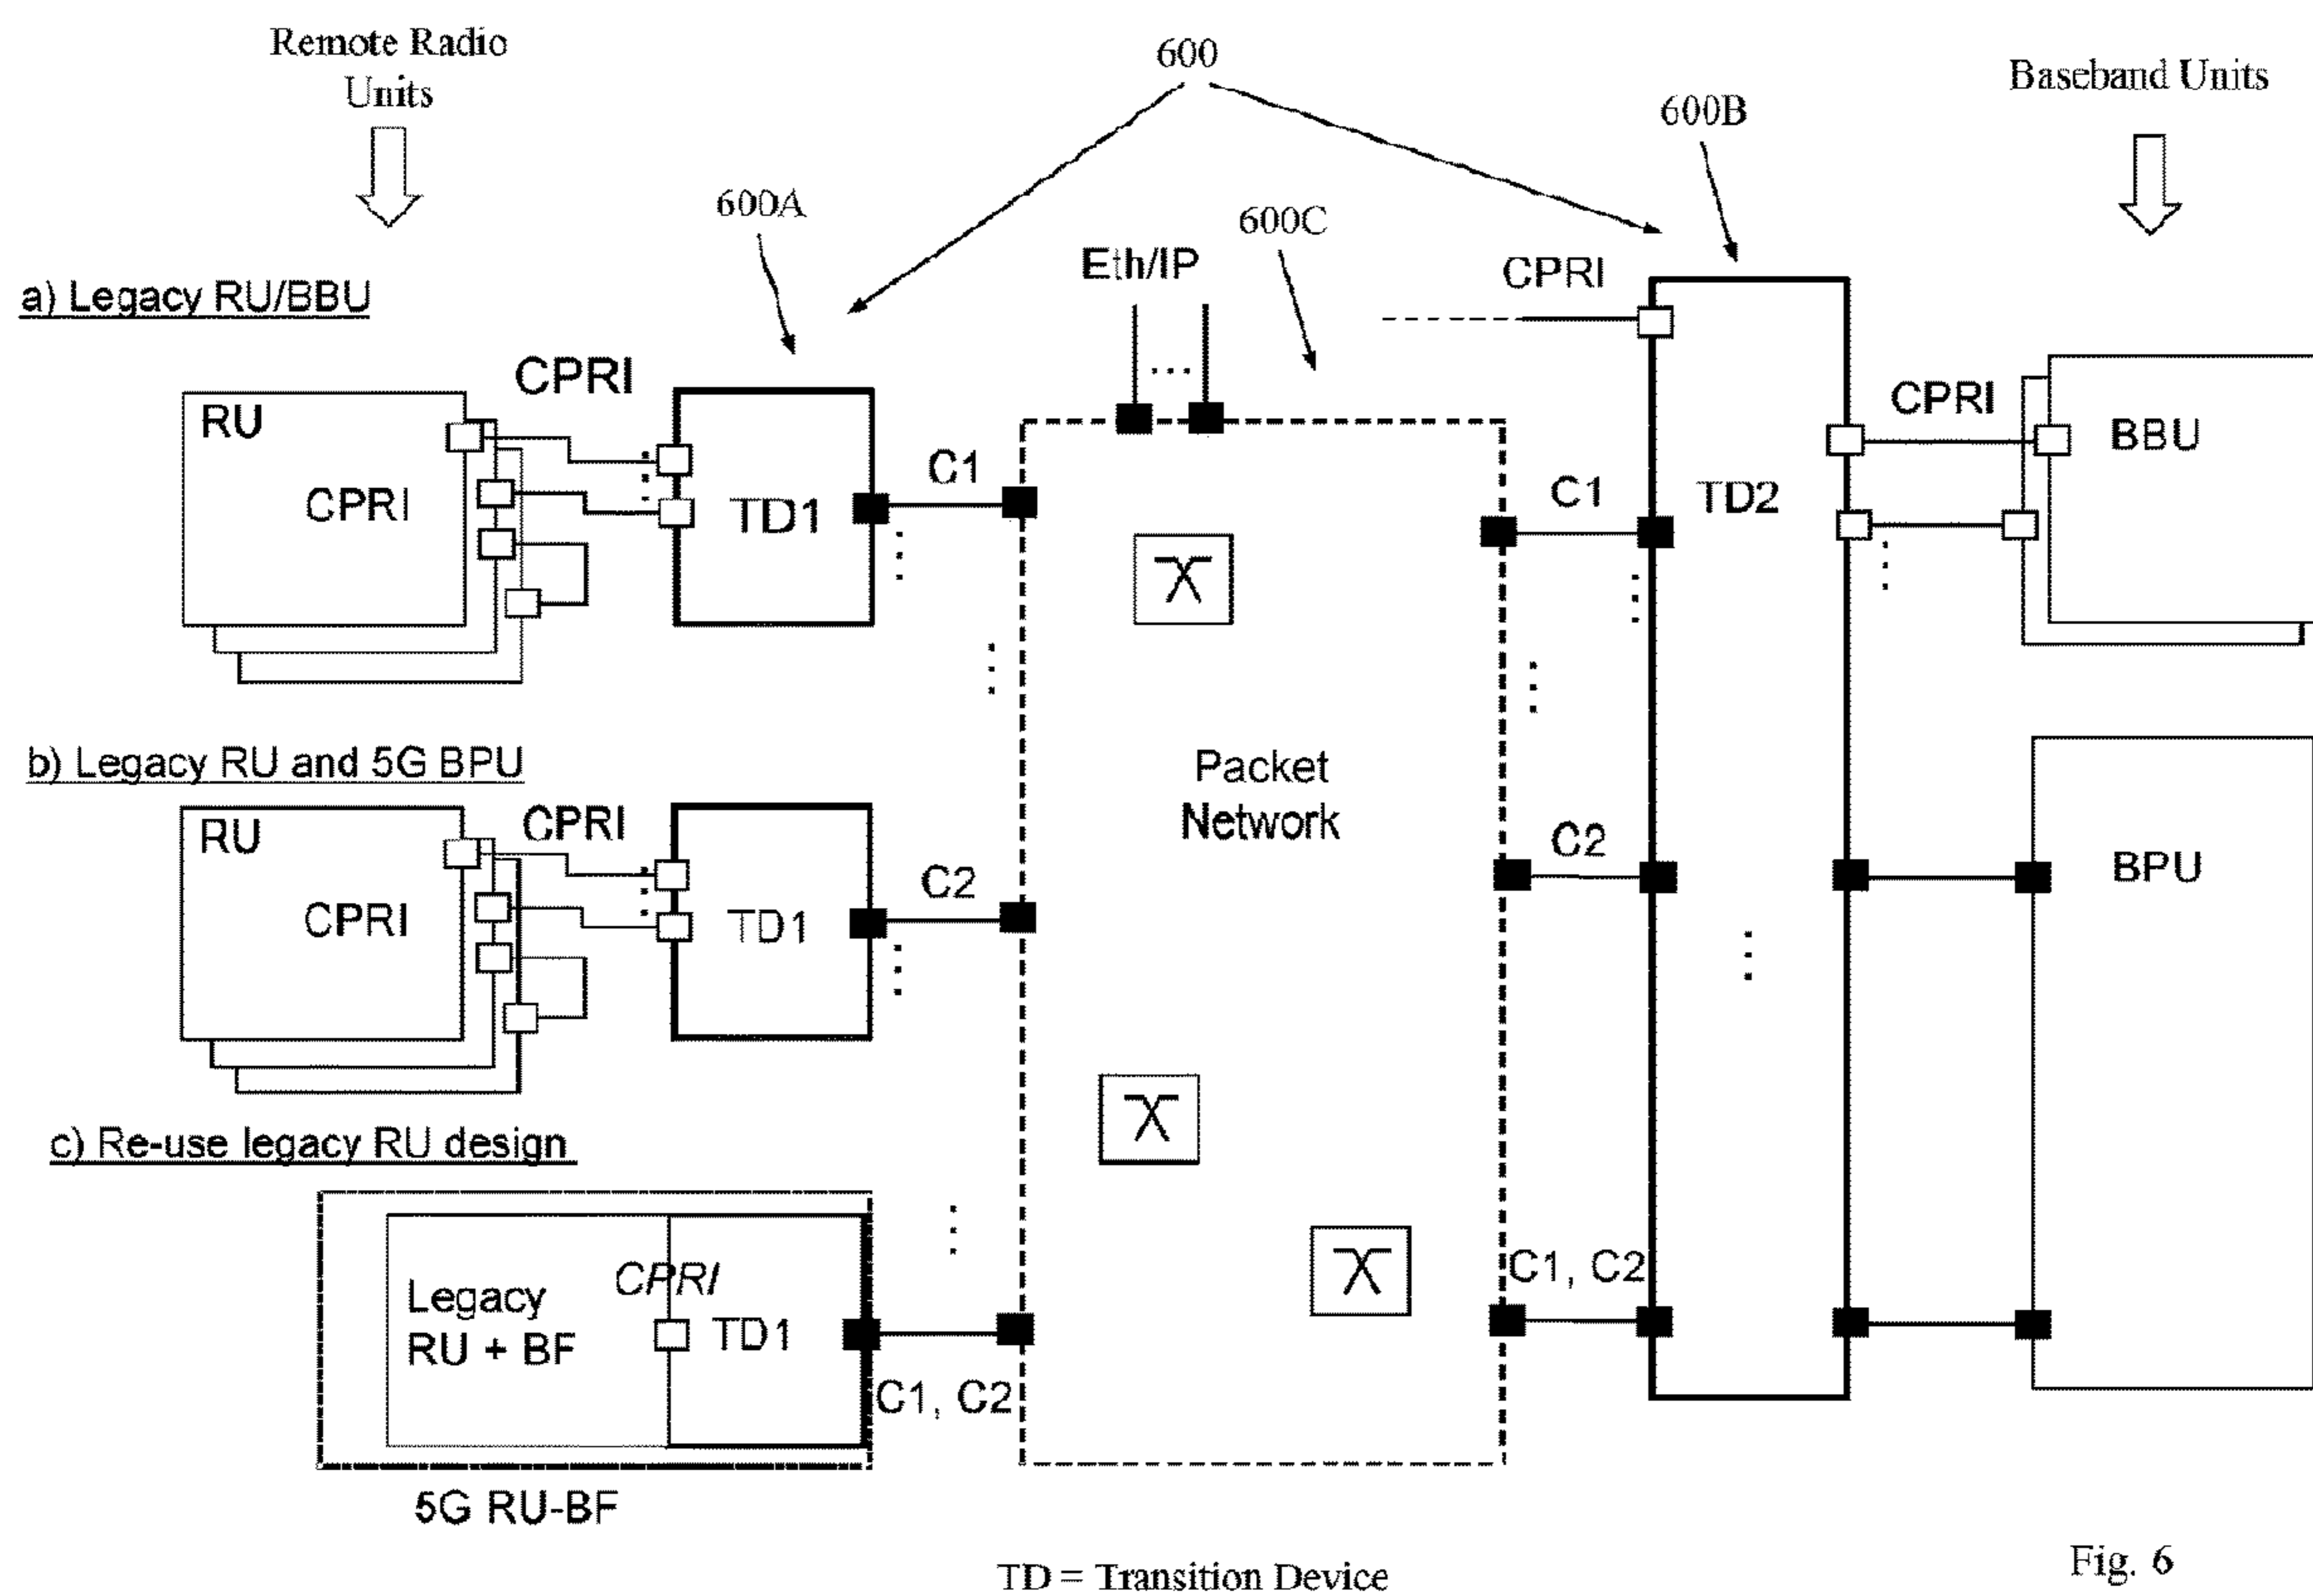 Remote Radio
Units
600
600B
Baseband Units
600A
600C
Eth/IP
CPRI
a) Legacy RU/BBU
CPRI
RU
CPRI
TD1
C1
C1
TD2
CPRI
BBU
b) Legacy RU and 5G BPU
CPRI
RU
CPRI
TD1
C2
Packet
Network
C2
BPU
c) Re-use legacy RU design
Legacy
RU + BF
CPRI
TD1
C1, C2
C1, C2
5G RU-BF
TD = Transition Device
Fig. 6